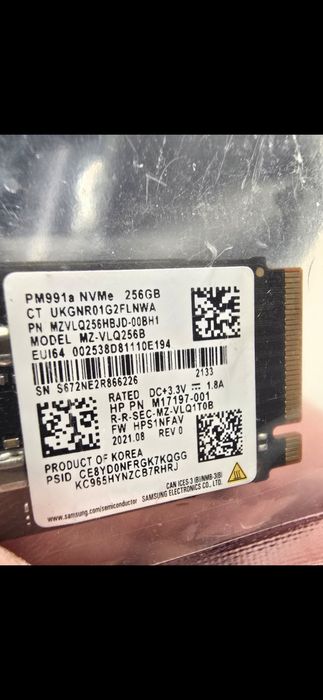 PM991a NVMe 256GB
CT UKGNR01G2FLNWA
PN MZVLQ256HBJD-00BH1
MODEL MZ-VLQ256B
EUI64 002538D81110E194
SN S672NE2R866226 2133
RATED DC+3.3V ⎓ 1.8A
HP PN M17197-001
R-R-SEC-MZ-VLQ1T0B
FW HPS1NFAV
2021.08 REV 0
PRODUCT OF KOREA
PSID CE8YD0NFRGK7KQGG
KC965HYNZCB7RHRJ
CAN ICES 3 (B)/NMB-3(B)
www.samsung.com/semiconductor SAMSUNG ELECTRONICS CO., LTD.